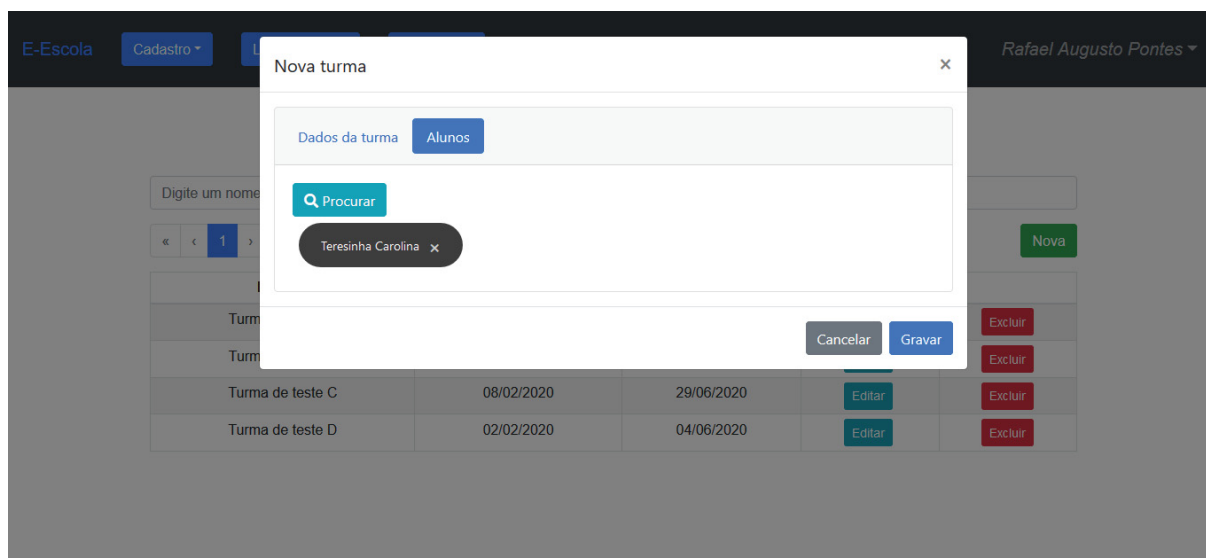 E-Escola Cadastro Rafael Augusto Pontes
Nova turma ×
Dados da turma Alunos
Procurar
Teresinha Carolina ×
Cancelar Gravar
Digite um nome
« ‹ 1 › Nova
Turm Excluir
Turm Excluir
Turma de teste C 08/02/2020 29/06/2020 Editar Excluir
Turma de teste D 02/02/2020 04/06/2020 Editar Excluir